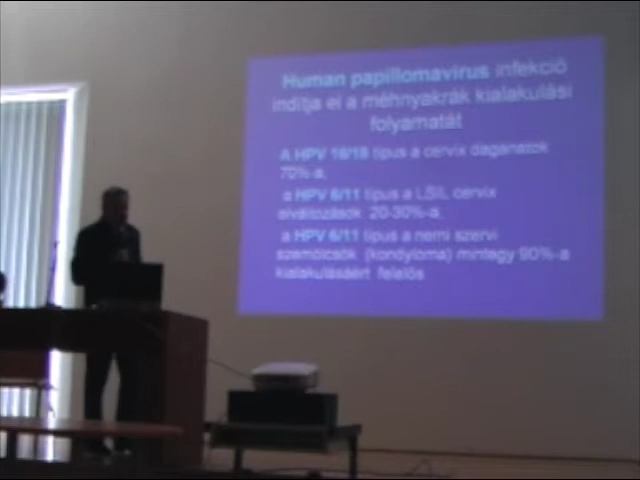 Human papillomavirus infekció
indítja el a méhnyakrák kialakulási
folyamatát
A HPV 16/18 típus a cervix daganatok
70%-a,
a HPV 6/11 típus a LSIL cervix
elváltozások 20-30%-a,
a HPV 6/11 típus a nemi szervi
szemölcsök (kondyloma) mintegy 90%-a
kialakulásáért felelős